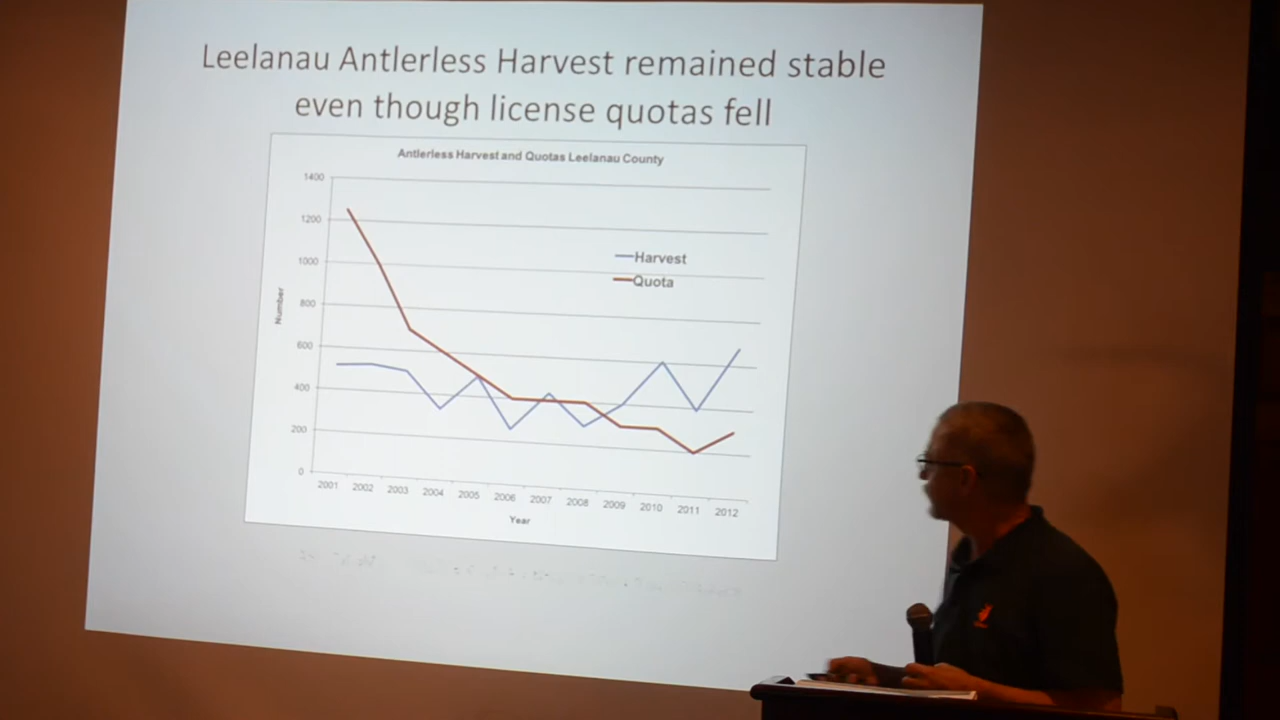 Leelanau Antlerless Harvest remained stable
even though license quotas fell
Antlerless Harvest and Quotas Leelanau County
1400
1200
1000
800
600
400
200
0
Number
Harvest
Quota
2001 2002 2003 2004 2005 2006 2007 2008 2009 2010 2011 2012
Year